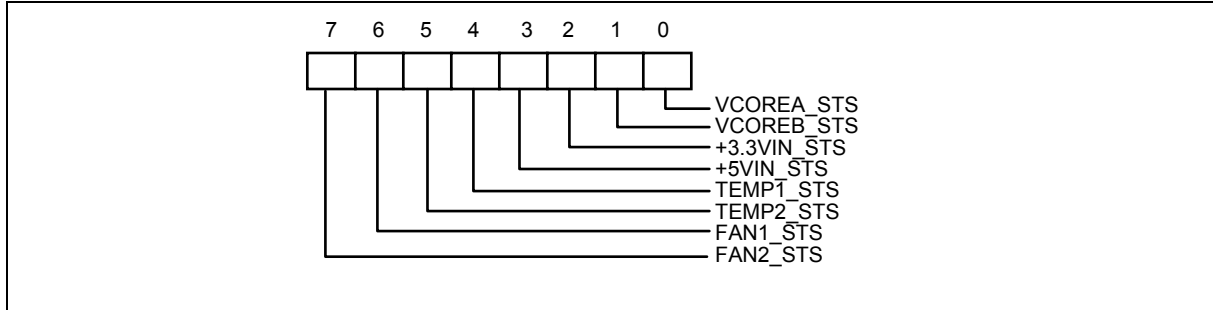 7 6 5 4 3 2 1 0
VCOREA_STS
VCOREB_STS
+3.3VIN_STS
+5VIN_STS
TEMP1_STS
TEMP2_STS
FAN1_STS
FAN2_STS